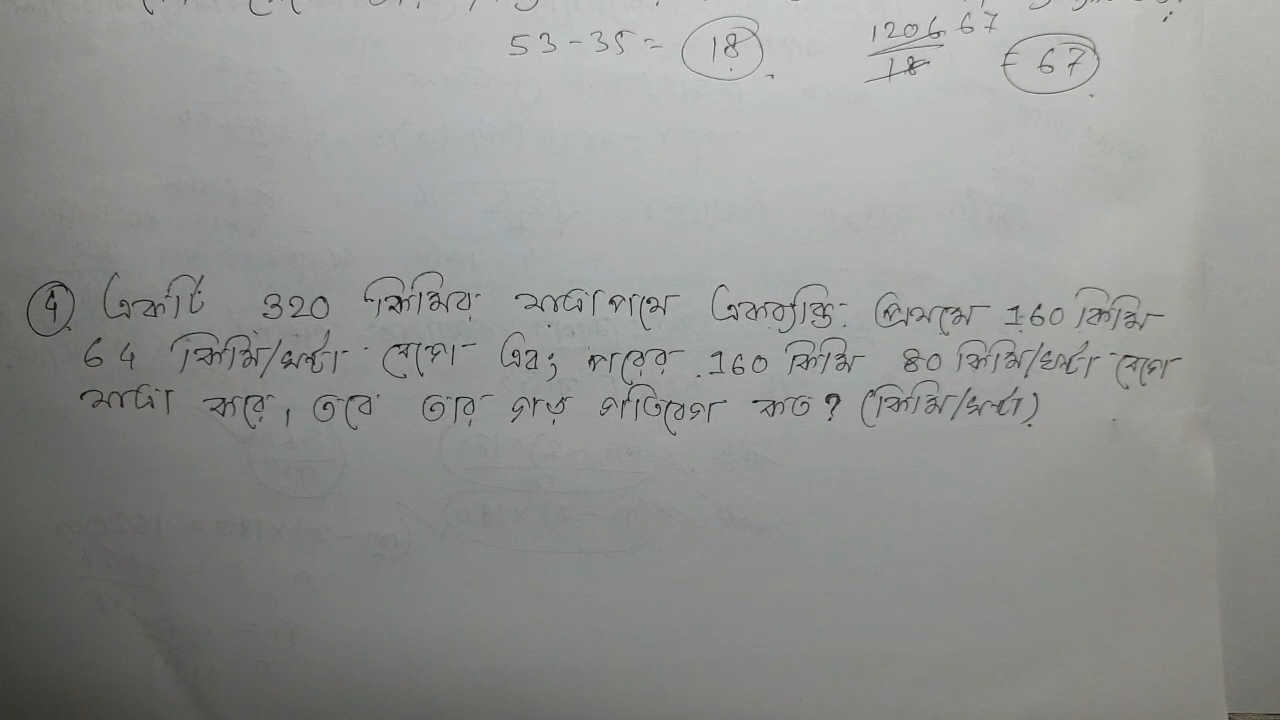 53 - 35 = 18
1206 67
18 = 67
4 একটি 320 কিমির যাত্রাপথে একব্যক্তি প্রথমে 160 কিমি
64 কিমি/ঘন্টা বেগে এবং পরের 160 কিমি 80 কিমি/ঘন্টা বেগে
যাত্রা করে, তবে তার গড় গতিবেগ কত? (কিমি/ঘন্টা)